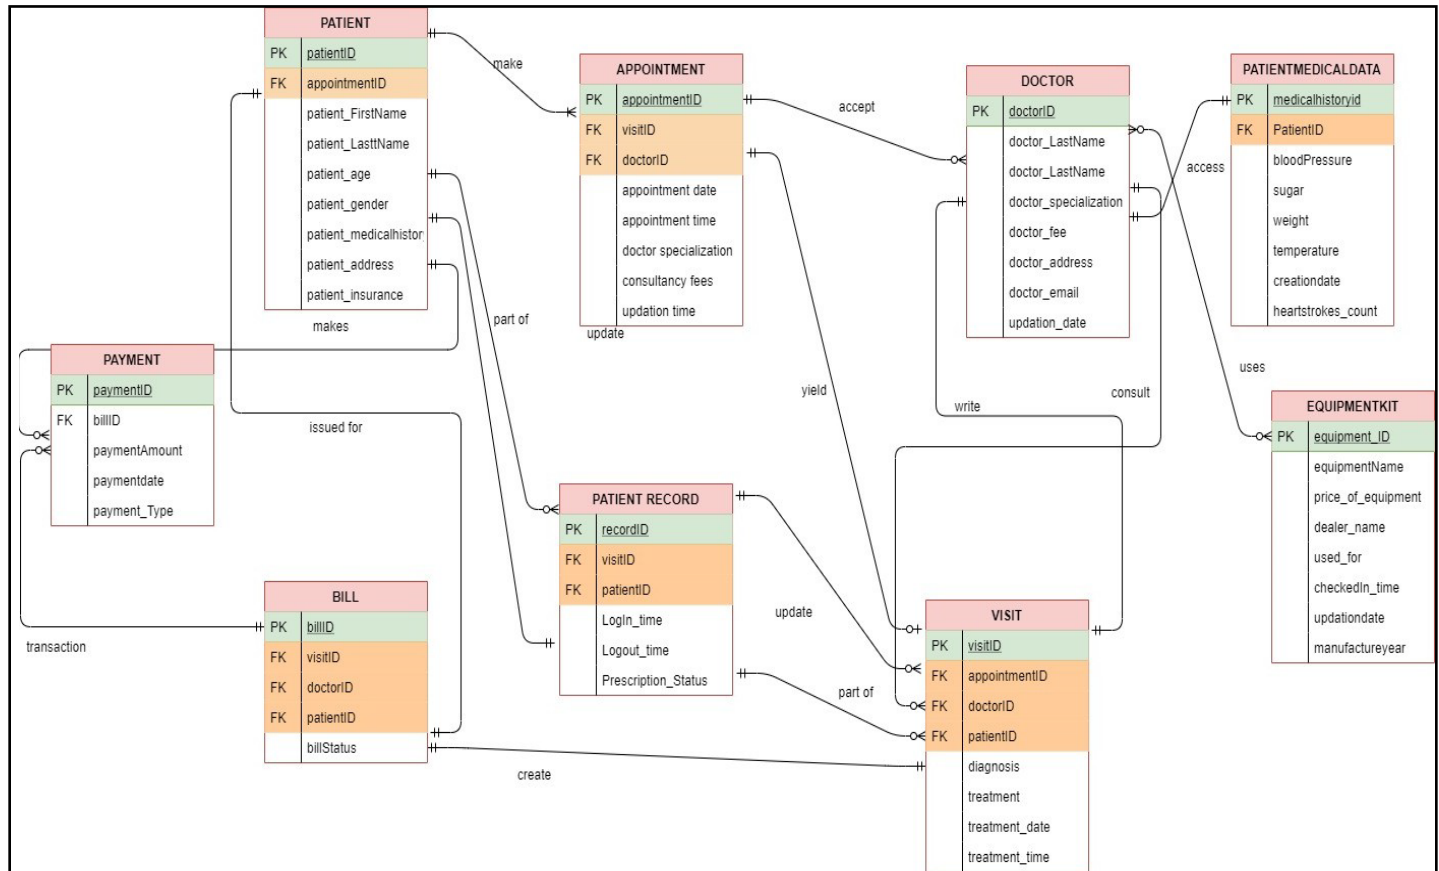 PATIENT
PK patientID
FK appointmentID
patient_FirstName
patient_LasttName
patient_age
patient_gender
patient_medicalhistor
patient_address
patient_insurance
make
APPOINTMENT
PK appointmentID
FK visitID
FK doctorID
appointment date
appointment time
doctor specialization
consultancy fees
updation time
update
accept
DOCTOR
PK doctorID
doctor_LastName
doctor_LastName
doctor_specialization
doctor_fee
doctor_address
doctor_email
updation_date
access
PATIENTMEDICALDATA
PK medicalhistoryid
FK PatientID
bloodPressure
sugar
weight
temperature
creationdate
heartstrokes_count
makes
part of
PAYMENT
PK paymentID
FK billID
paymentAmount
paymentdate
payment_Type
issued for
yield
write
consult
uses
EQUIPMENTKIT
PK equipment_ID
equipmentName
price_of_equipment
dealer_name
used_for
checkedIn_time
updationdate
manufactureyear
PATIENT RECORD
PK recordID
FK visitID
FK patientID
LogIn_time
Logout_time
Prescription_Status
update
part of
BILL
PK billID
FK visitID
FK doctorID
FK patientID
billStatus
transaction
create
VISIT
PK visitID
FK appointmentID
FK doctorID
FK patientID
diagnosis
treatment
treatment_date
treatment_time